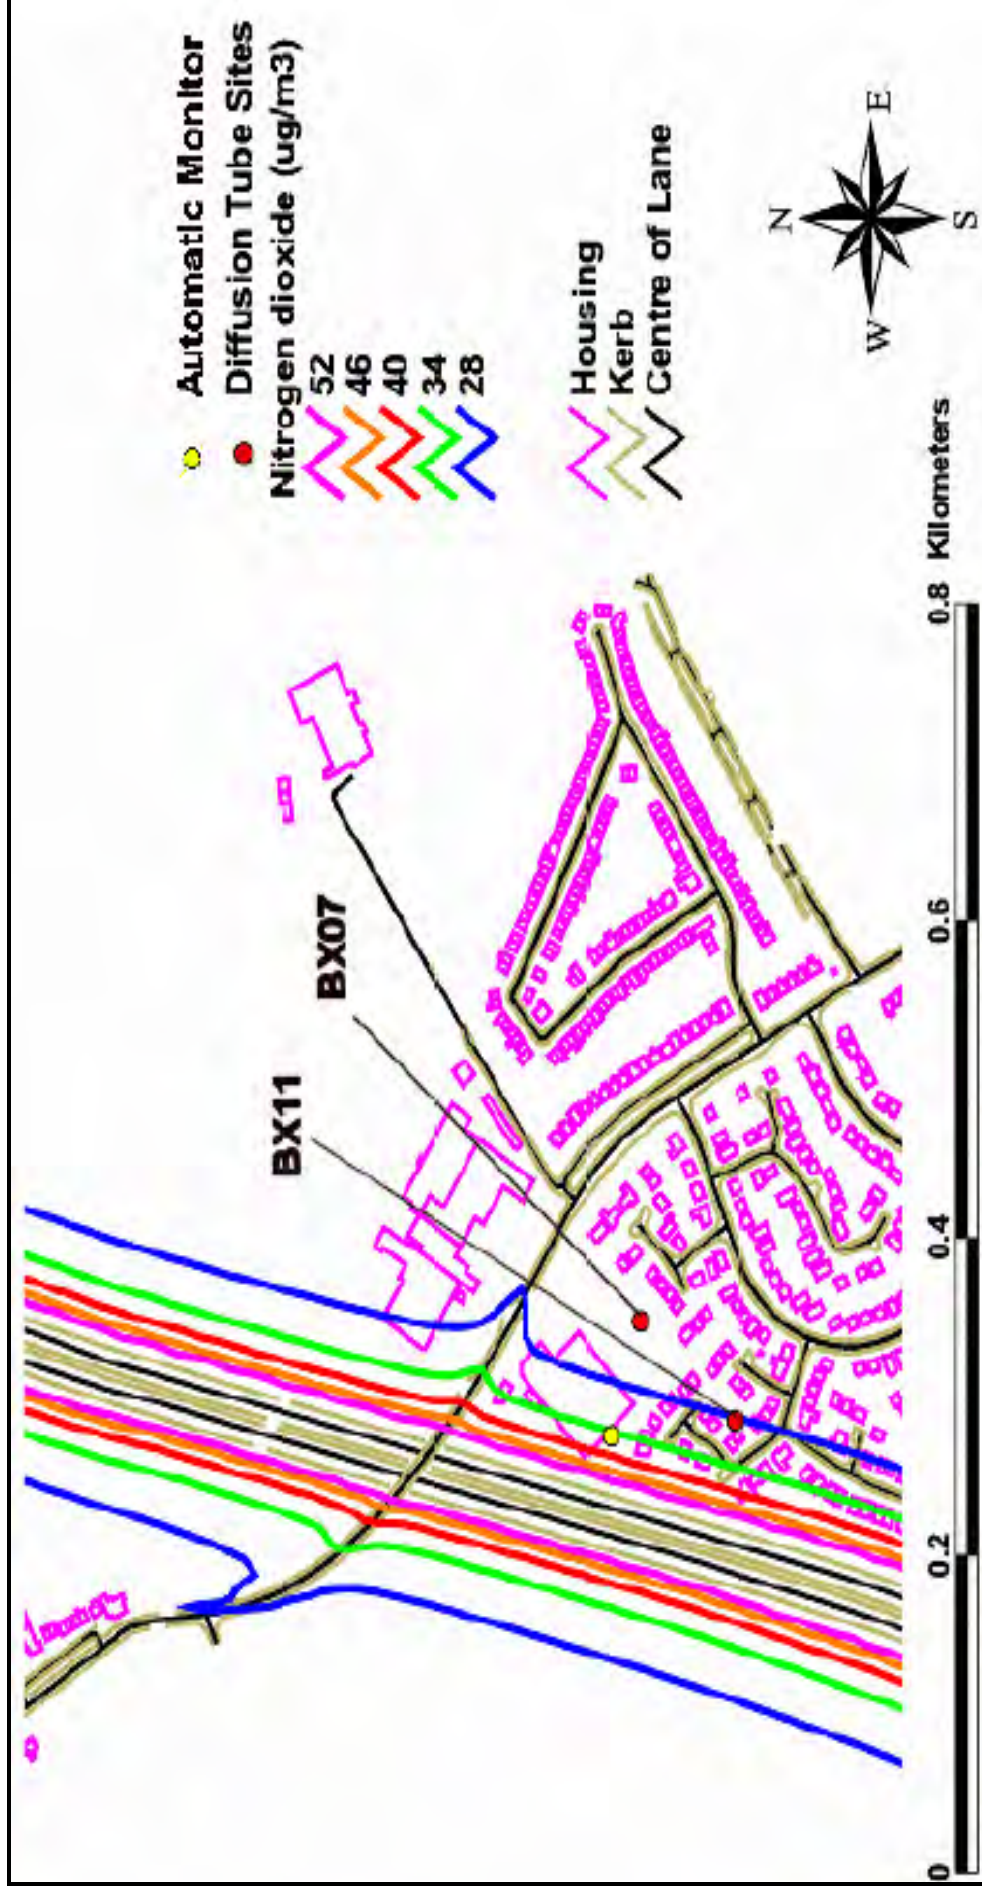 Automatic Monitor
Diffusion Tube Sites
Nitrogen dioxide (ug/m3)
52
46
40
34
28
Housing
Kerb
Centre of Lane
N
E
S
W
BX11
BX07
0
0.2
0.4
0.6
0.8 Kilometers